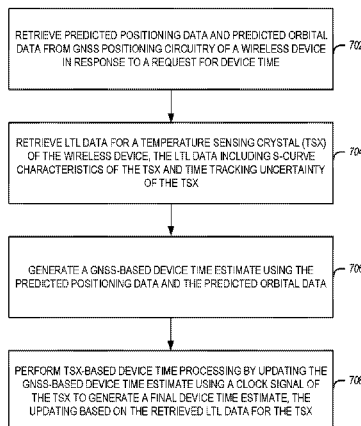 RETRIEVE PREDICTED POSITIONING DATA AND PREDICTED ORBITAL
DATA FROM GNSS POSITIONING CIRCUITRY OF A WIRELESS DEVICE
IN RESPONSE TO A REQUEST FOR DEVICE TIME
702
RETRIEVE LTL DATA FOR A TEMPERATURE SENSING CRYSTAL (TSX)
OF THE WIRELESS DEVICE, THE LTL DATA INCLUDING S-CURVE
CHARACTERISTICS OF THE TSX AND TIME TRACKING UNCERTAINTY
OF THE TSX
704
GENERATE A GNSS-BASED DEVICE TIME ESTIMATE USING THE
PREDICTED POSITIONING DATA AND THE PREDICTED ORBITAL DATA
706
PERFORM TSX-BASED DEVICE TIME PROCESSING BY UPDATING THE
GNSS-BASED DEVICE TIME ESTIMATE USING A CLOCK SIGNAL OF
THE TSX TO GENERATE A FINAL DEVICE TIME ESTIMATE, THE
UPDATING BASED ON THE RETRIEVED LTL DATA FOR THE TSX
708